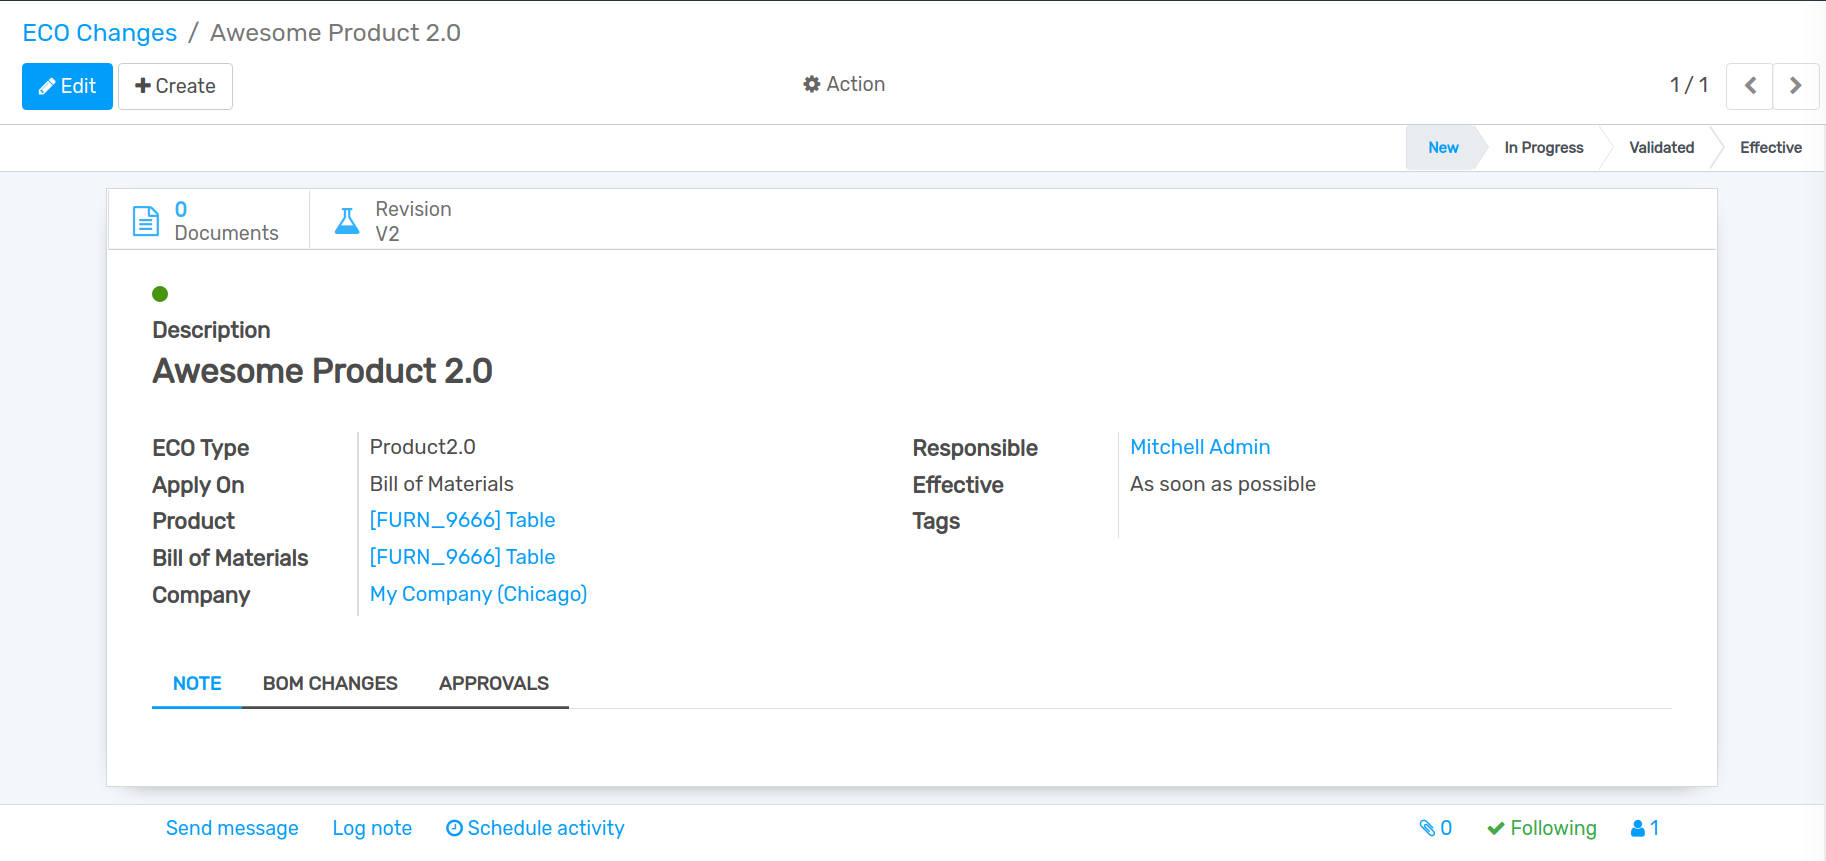 ECO Changes / Awesome Product 2.0
Edit Create Action 1 / 1
New In Progress Validated Effective
0
Documents
Revision
V2
Description
Awesome Product 2.0
ECO Type Product2.0
Apply On Bill of Materials
Product [FURN_9666] Table
Bill of Materials [FURN_9666] Table
Company My Company (Chicago)
Responsible Mitchell Admin
Effective As soon as possible
Tags
NOTE BOM CHANGES APPROVALS
Send message Log note Schedule activity 0 Following 1